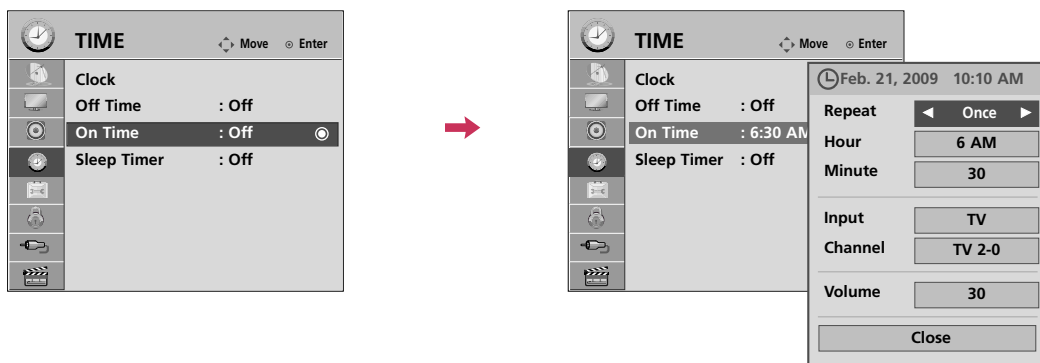 TIME Move Enter
Clock
Off Time : Off
On Time : Off
Sleep Timer : Off
TIME Move Enter
Clock
Off Time : Off
On Time : 6:30 AM
Sleep Timer : Off
Feb. 21, 2009 10:10 AM
Repeat ◄ Once ►
Hour 6 AM
Minute 30
Input TV
Channel TV 2-0
Volume 30
Close